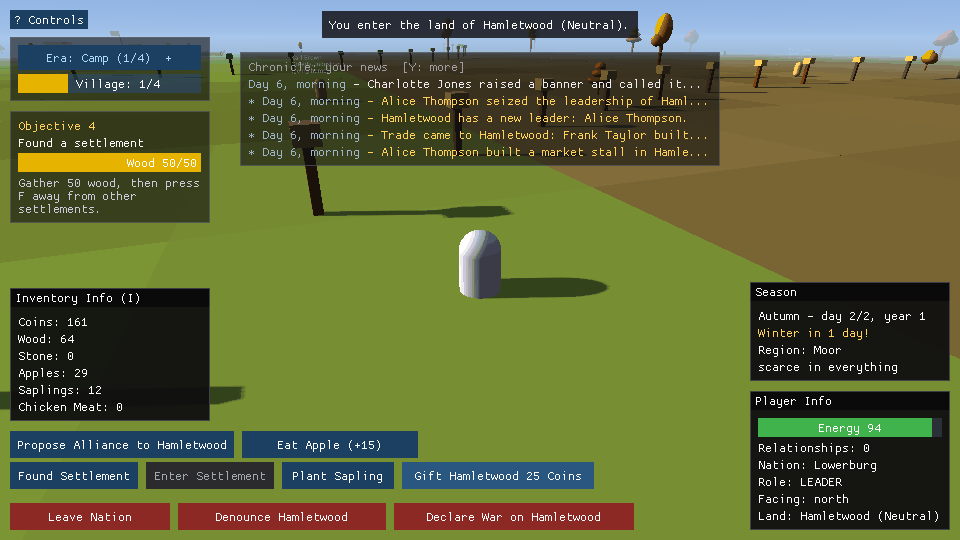 ? Controls
You enter the land of Hamletwood (Neutral).
Era: Camp (1/4) +
Village: 1/4
Chronicle: your news [Y: more]
Day 6, morning – Charlotte Jones raised a banner and called it...
* Day 6, morning – Alice Thompson seized the leadership of Haml...
* Day 6, morning – Hamletwood has a new leader: Alice Thompson.
* Day 6, morning – Trade came to Hamletwood: Frank Taylor built...
* Day 6, morning – Alice Thompson built a market stall in Hamle...
Objective 4
Found a settlement
Wood 50/50
Gather 50 wood, then press
F away from other
settlements.
Inventory Info (I)
Coins: 161
Wood: 64
Stone: 0
Apples: 29
Saplings: 12
Chicken Meat: 0
Season
Autumn – day 2/2, year 1
Winter in 1 day!
Region: Moor
scarce in everything
Player Info
Energy 94
Relationships: 0
Nation: Lowerburg
Role: LEADER
Facing: north
Land: Hamletwood (Neutral)
Propose Alliance to Hamletwood
Eat Apple (+15)
Found Settlement
Enter Settlement
Plant Sapling
Gift Hamletwood 25 Coins
Leave Nation
Denounce Hamletwood
Declare War on Hamletwood